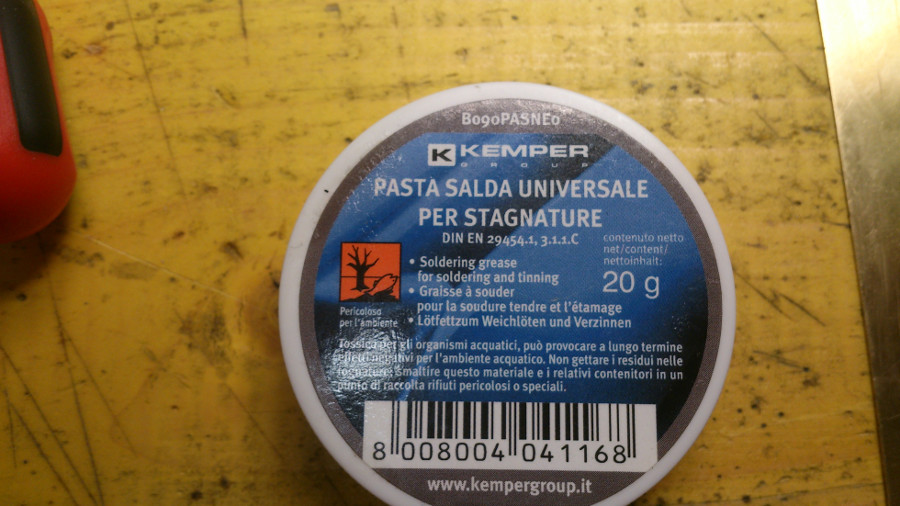 B090PASNE0
K KEMPER
GROUP
PASTA SALDA UNIVERSALE
PER STAGNATURE
DIN EN 29454.1, 3.1.1.C
contenuto netto
net/content/
nettoinhalt:
20 g
• Soldering grease
for soldering and tinning
• Graisse à souder
pour la soudure tendre et l'étamage
• Lötfettzum Weichlöten und Verzinnen
Pericolosa
per l'ambiente
Tossico per gli organismi acquatici, può provocare a lungo termine
effetti negativi per l'ambiente acquatico. Non gettare i residui nelle
fognature. Smaltire questo materiale e i relativi contenitori in un
punto di raccolta rifiuti pericolosi o speciali.
8 008004 041168
www.kempergroup.it